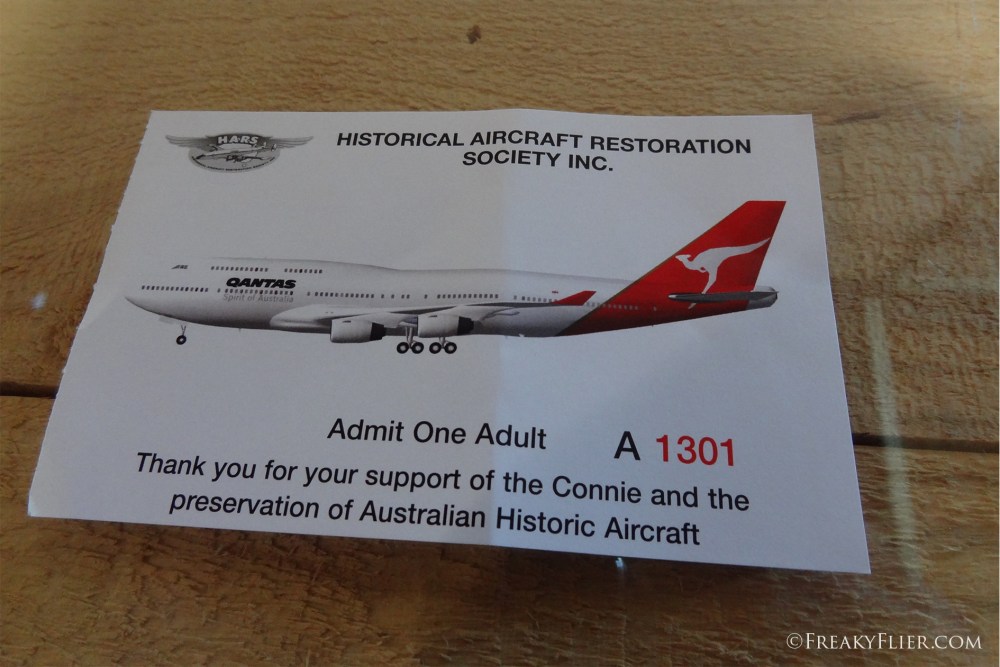 H·A·R·S
HISTORICAL AIRCRAFT RESTORATION
SOCIETY INC.
QANTAS
Spirit of Australia
Admit One Adult A 1301
Thank you for your support of the Connie and the
preservation of Australian Historic Aircraft
©FREAKYFLIER.COM